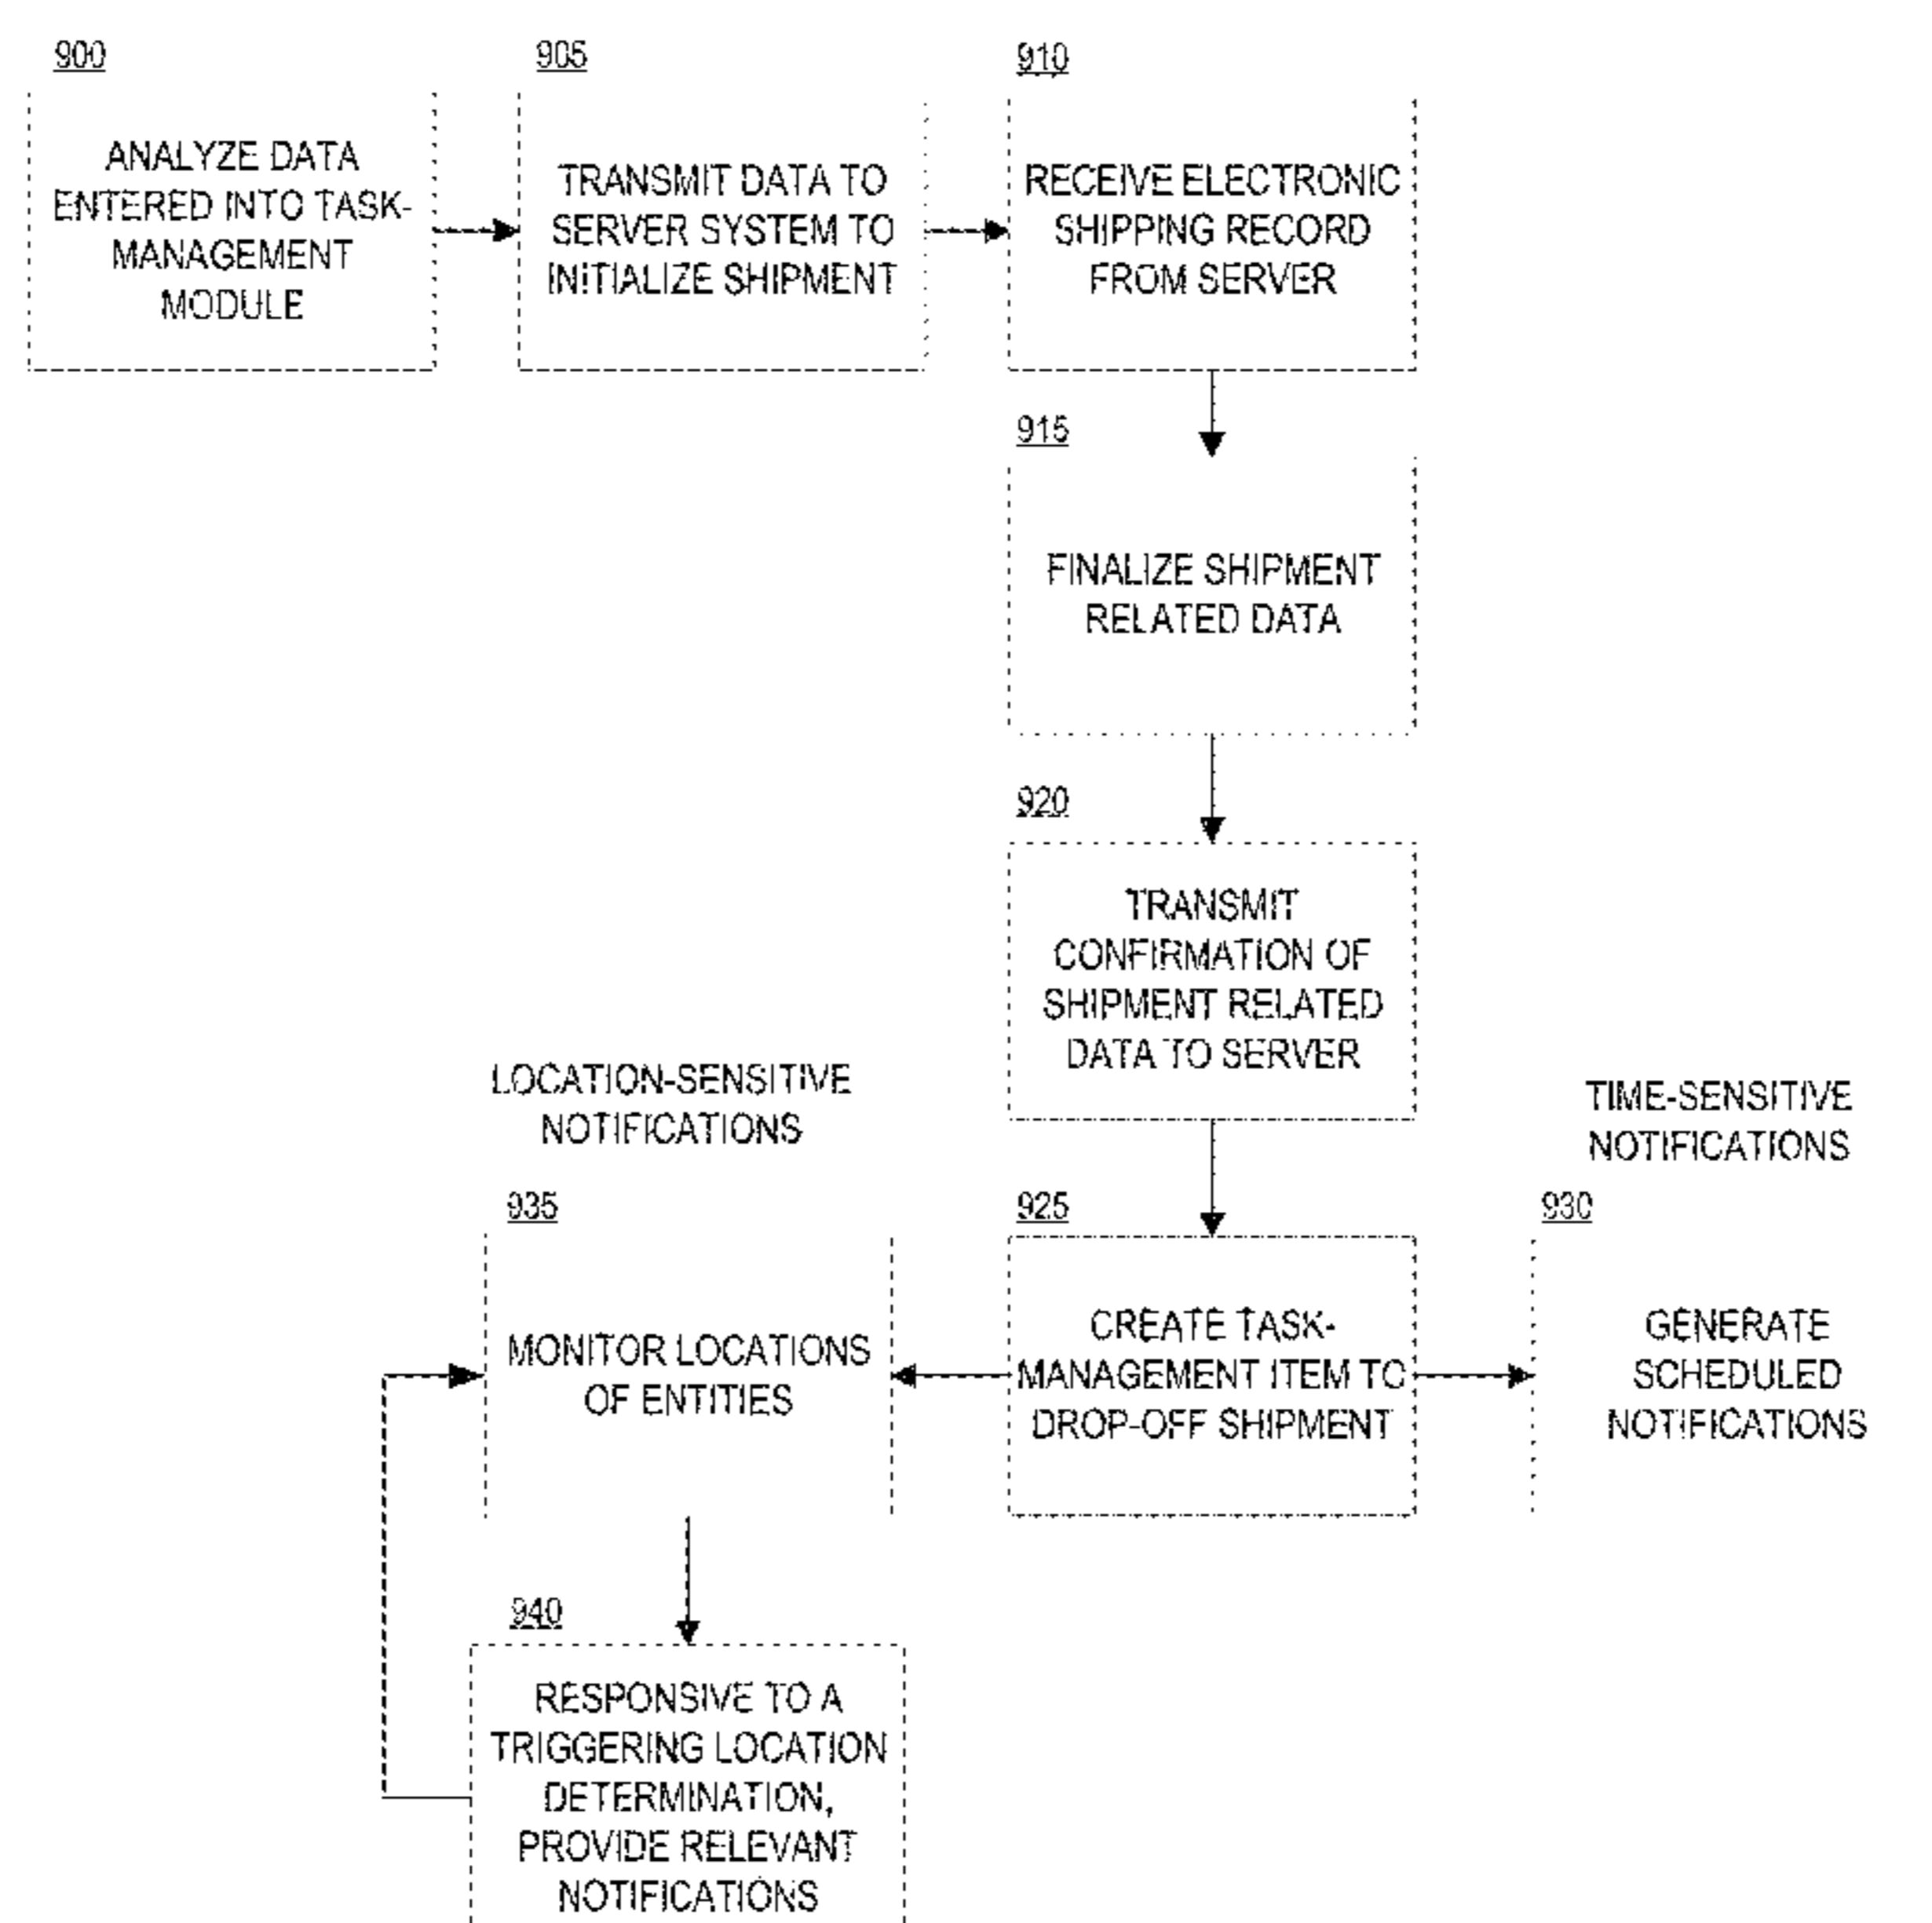 900
ANALYZE DATA
ENTERED INTO TASK-
MANAGEMENT
MODULE
905
TRANSMIT DATA TO
SERVER SYSTEM TO
INITIALIZE SHIPMENT
910
RECEIVE ELECTRONIC
SHIPPING RECORD
FROM SERVER
915
FINALIZE SHIPMENT
RELATED DATA
920
TRANSMIT
CONFIRMATION OF
SHIPMENT RELATED
DATA TO SERVER
LOCATION-SENSITIVE
NOTIFICATIONS
TIME-SENSITIVE
NOTIFICATIONS
935
MONITOR LOCATIONS
OF ENTITIES
925
CREATE TASK-
MANAGEMENT ITEM TO
DROP-OFF SHIPMENT
930
GENERATE
SCHEDULED
NOTIFICATIONS
940
RESPONSIVE TO A
TRIGGERING LOCATION
DETERMINATION,
PROVIDE RELEVANT
NOTIFICATIONS